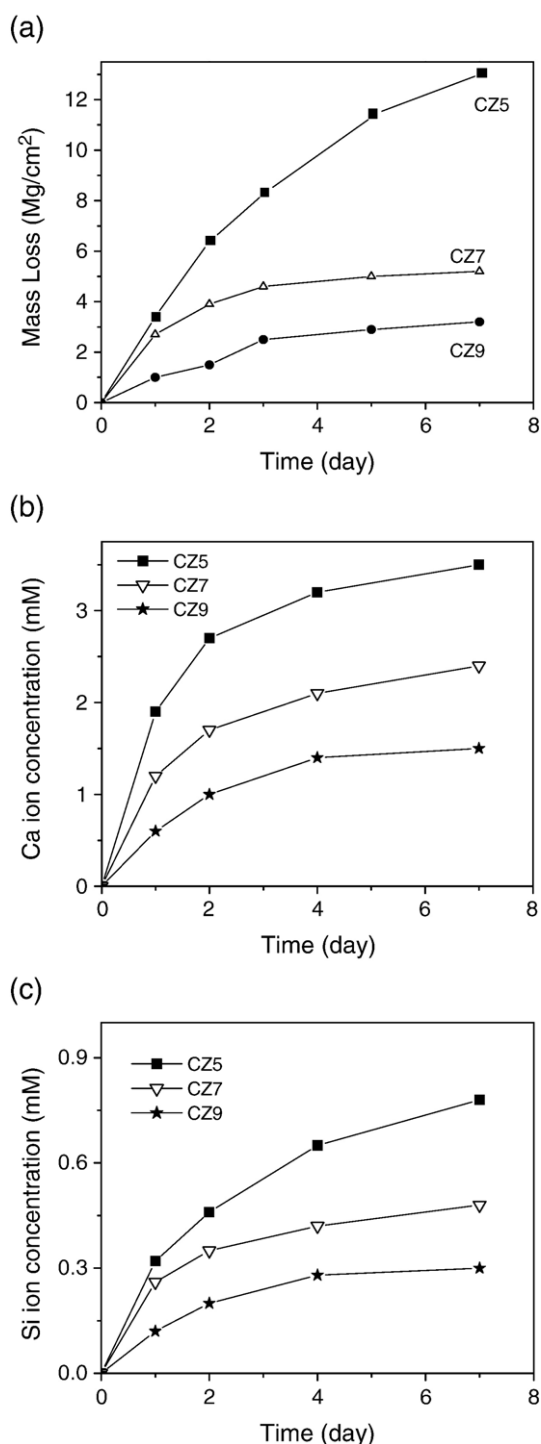 (a)
12
10
8
6
4
2
0
Mass Loss (Mg/cm²)
CZ5
CZ7
CZ9
0 2 4 6 8
Time (day)
(b)
3
2
1
0
Ca ion concentration (mM)
CZ5
CZ7
CZ9
0 2 4 6 8
Time (day)
(c)
0.9
0.6
0.3
0.0
Si ion concentration (mM)
CZ5
CZ7
CZ9
0 2 4 6 8
Time (day)